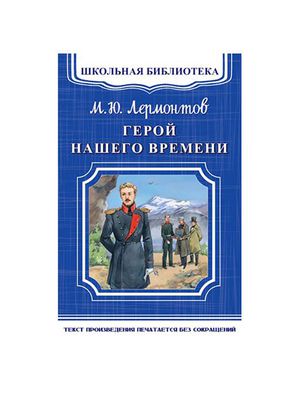 ШКОЛЬНАЯ БИБЛИОТЕКА
М.Ю. Лермонтов
ГЕРОЙ
НАШЕГО ВРЕМЕНИ
ТЕКСТ ПРОИЗВЕДЕНИЯ ПЕЧАТАЕТСЯ БЕЗ СОКРАЩЕНИЙ